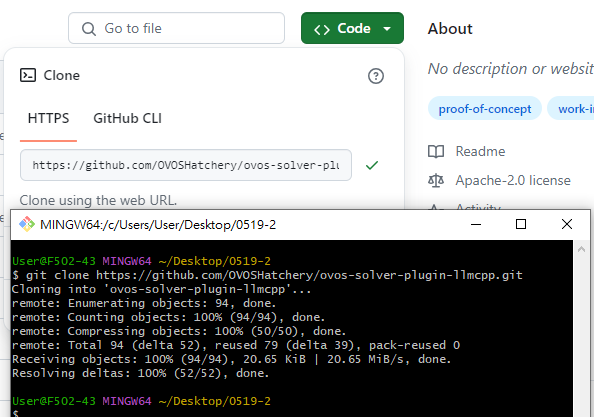 Go to file
Code
About
Clone
No description or websit
HTTPS
GitHub CLI
proof-of-concept
work-in
https://github.com/OVOSHatchery/ovos-solver-plu
Readme
Clone using the web URL.
Apache-2.0 license
Activity
MINGW64:/c/Users/User/Desktop/0519-2
User@F502-43 MINGW64 ~/Desktop/0519-2
$ git clone https://github.com/OVOSHatchery/ovos-solver-plugin-llmcpp.git
Cloning into 'ovos-solver-plugin-llmcpp'...
remote: Enumerating objects: 94, done.
remote: Counting objects: 100% (94/94), done.
remote: Compressing objects: 100% (50/50), done.
remote: Total 94 (delta 52), reused 79 (delta 39), pack-reused 0
Receiving objects: 100% (94/94), 20.65 KiB | 20.65 MiB/s, done.
Resolving deltas: 100% (52/52), done.
User@F502-43 MINGW64 ~/Desktop/0519-2
$